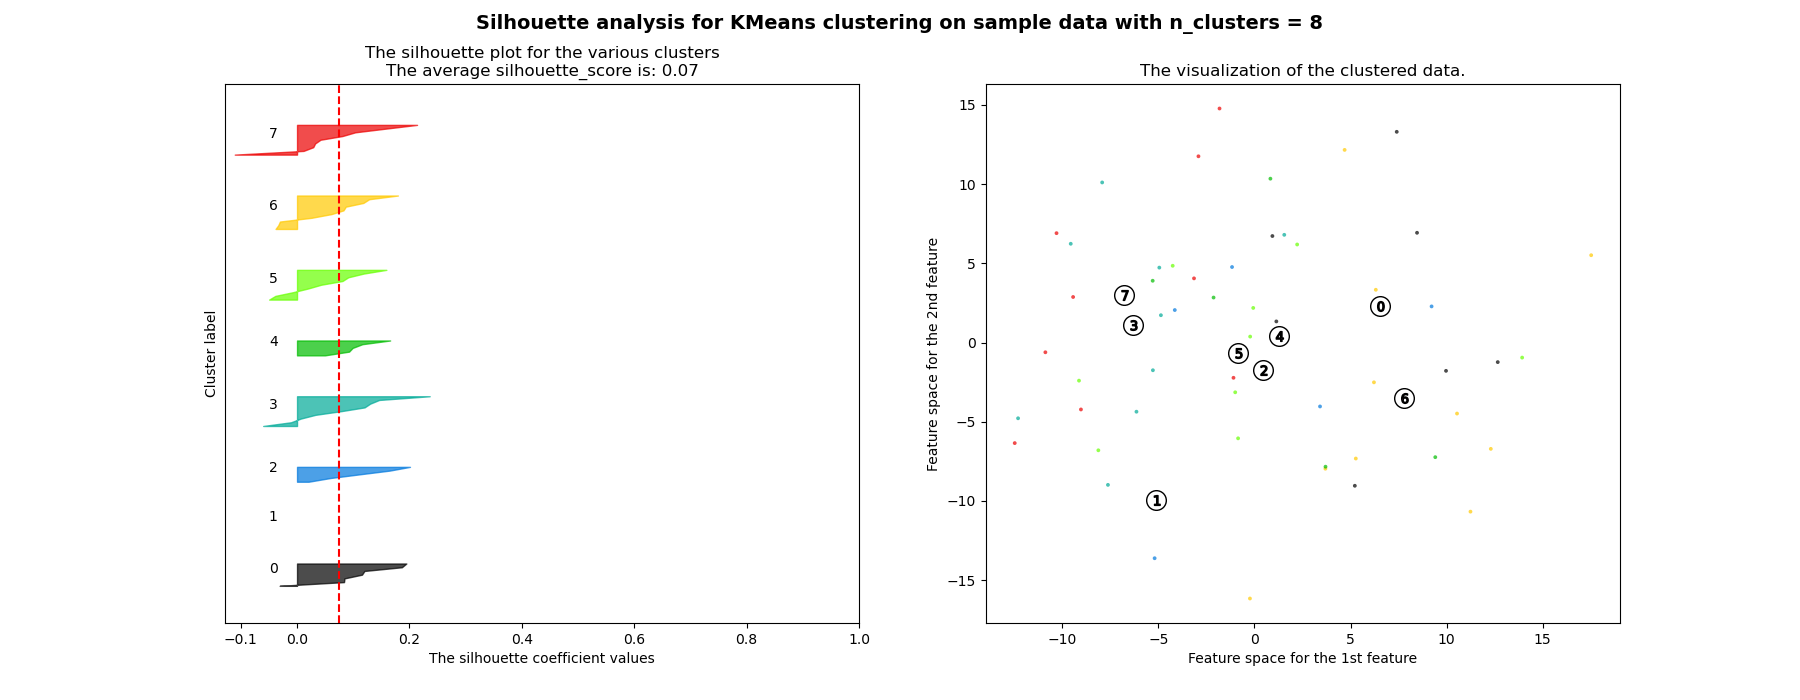 Silhouette analysis for KMeans clustering on sample data with n_clusters = 8
The silhouette plot for the various clusters
The average silhouette_score is: 0.07
7
6
5
4
3
2
1
0
Cluster label
−0.1 0.0 0.2 0.4 0.6 0.8 1.0
The silhouette coefficient values
The visualization of the clustered data.
15
10
5
0
−5
−10
−15
Feature space for the 2nd feature
7
0
3
4
5
2
6
1
−10 −5 0 5 10 15
Feature space for the 1st feature